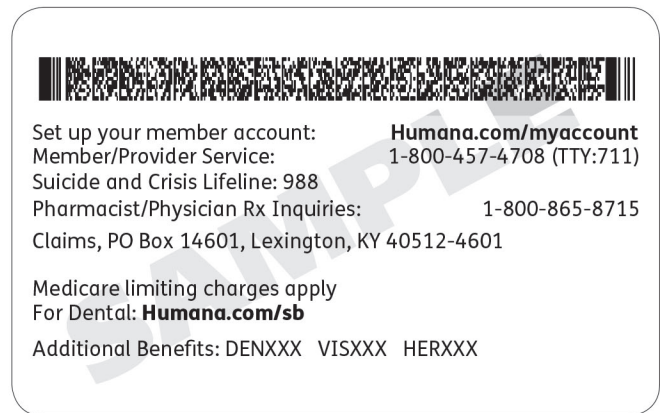 Set up your member account: Humana.com/myaccount
Member/Provider Service: 1-800-457-4708 (TTY:711)
Suicide and Crisis Lifeline: 988
Pharmacist/Physician Rx Inquiries: 1-800-865-8715
Claims, PO Box 14601, Lexington, KY 40512-4601
Medicare limiting charges apply
For Dental: Humana.com/sb
Additional Benefits: DENXXX VISXXX HERXXX
SAMPLE